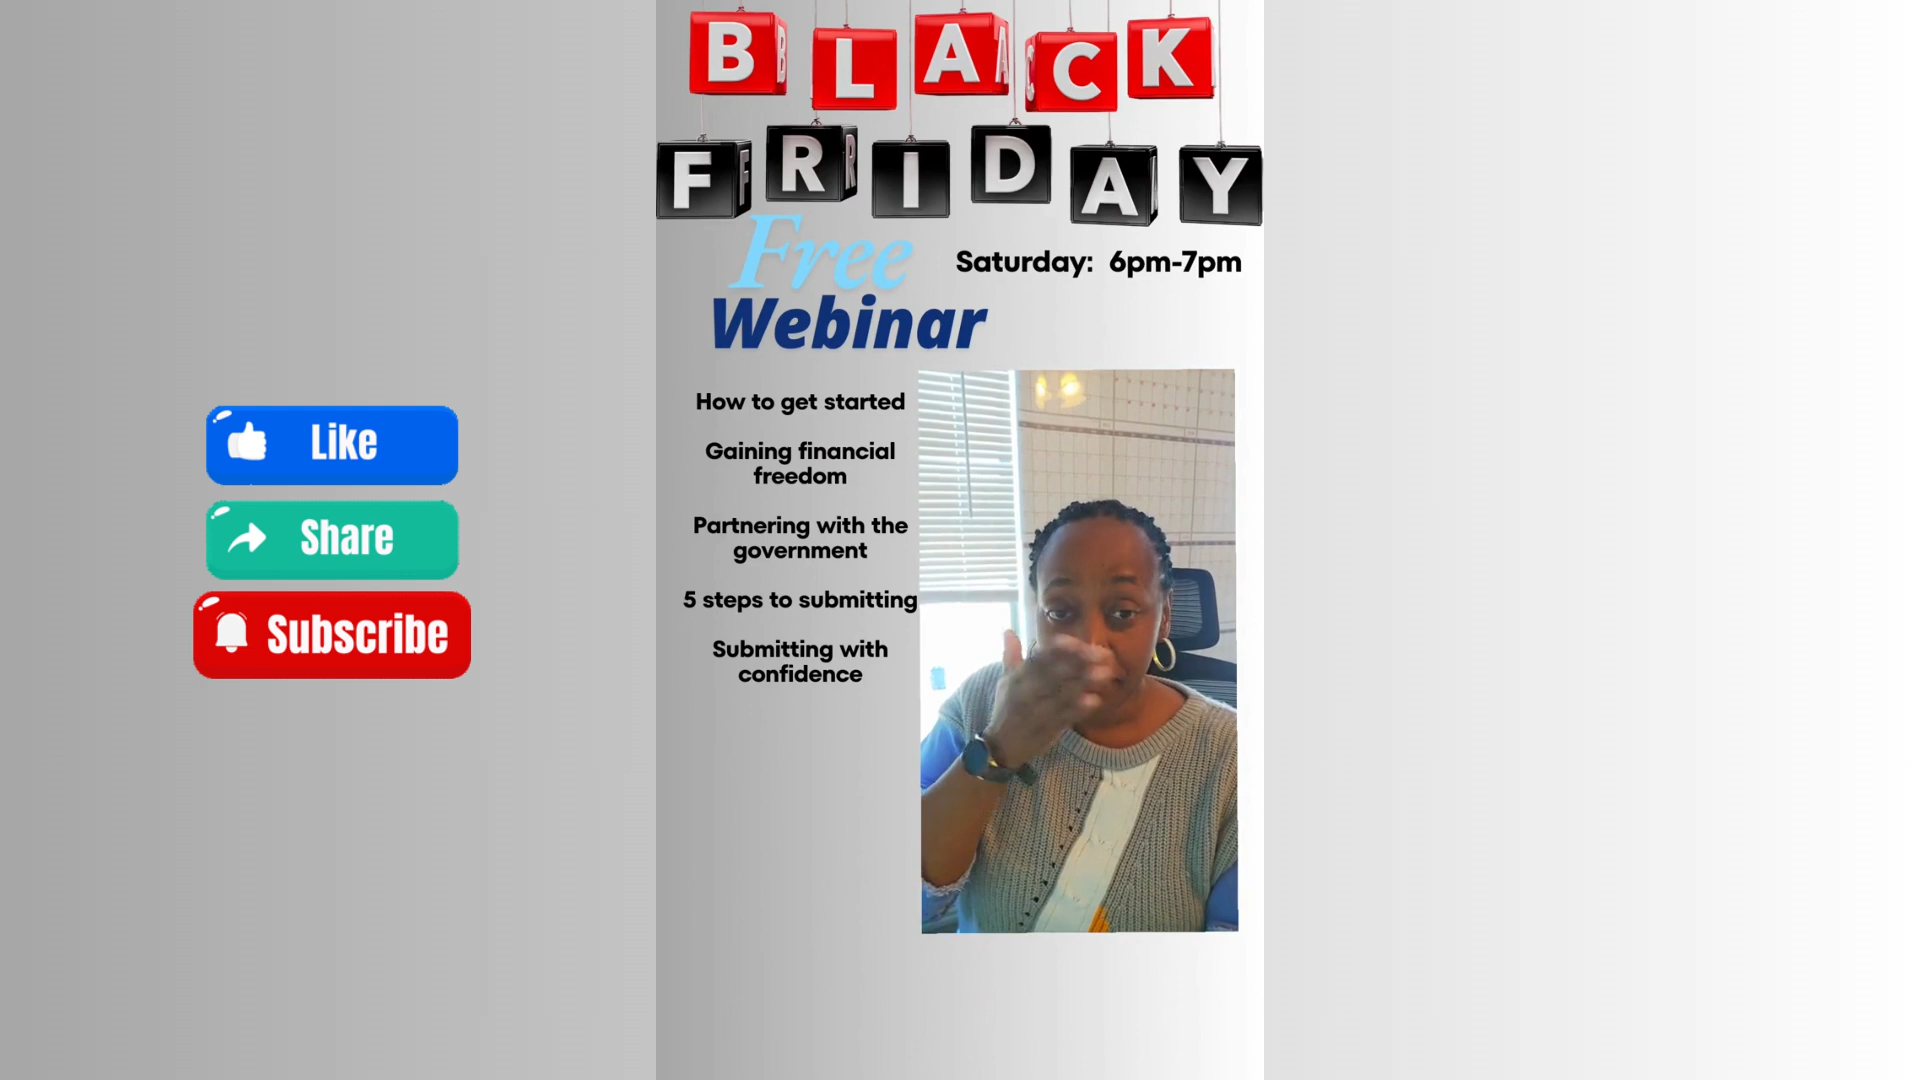 BLACK
FRIDAY
Free
Saturday: 6pm-7pm
Webinar
How to get started
Gaining financial
freedom
Partnering with the
government
5 steps to submitting
Submitting with
confidence
Like
Share
Subscribe